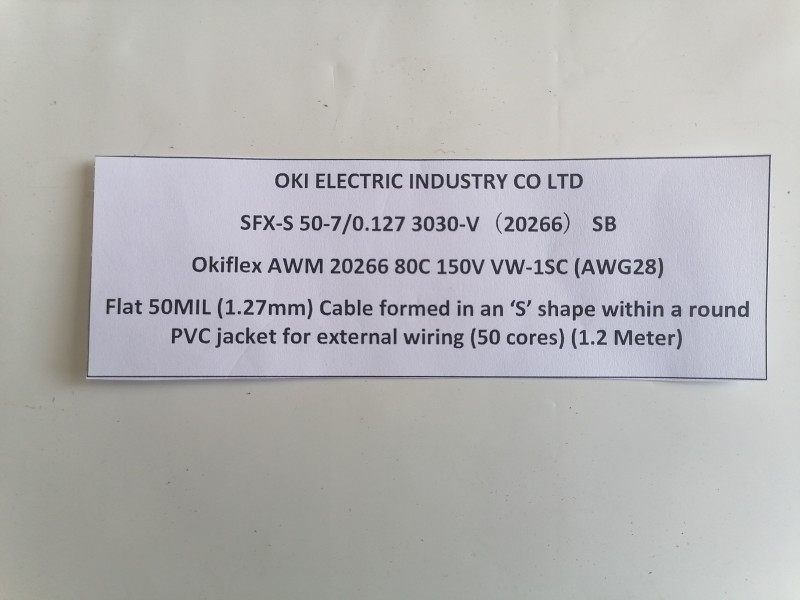 OKI ELECTRIC INDUSTRY CO LTD
SFX-S 50-7/0.127 3030-V（20266） SB
Okiflex AWM 20266 80C 150V VW-1SC (AWG28)
Flat 50MIL (1.27mm) Cable formed in an ‘S’ shape within a round
PVC jacket for external wiring (50 cores) (1.2 Meter)